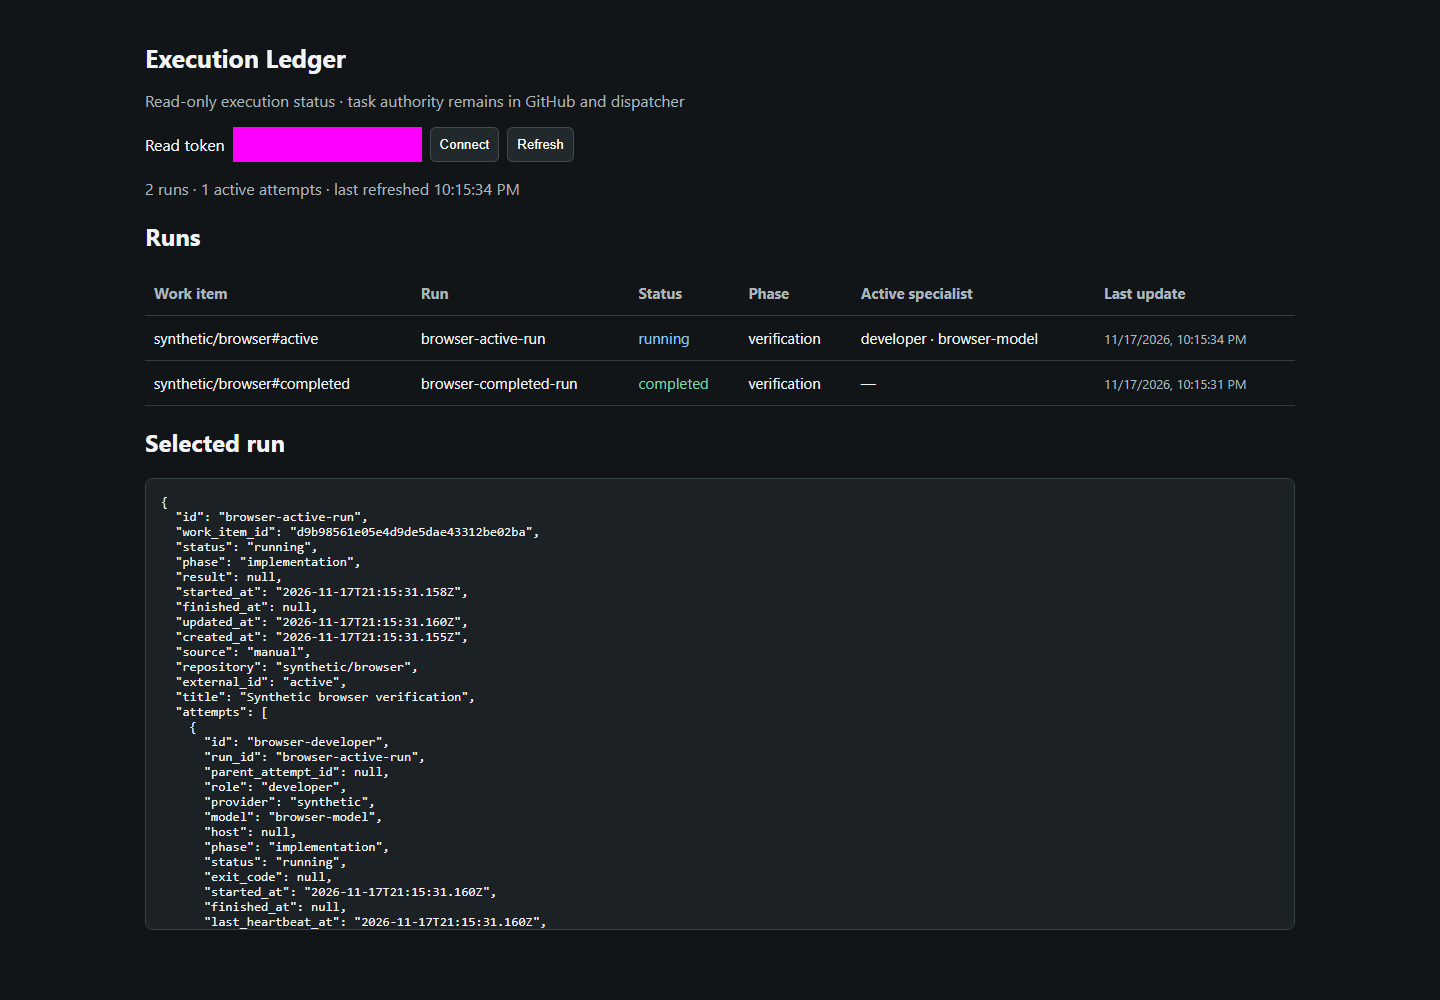 Execution Ledger
Read-only execution status · task authority remains in GitHub and dispatcher
Read token Connect Refresh
2 runs · 1 active attempts · last refreshed 10:15:34 PM
Runs
Work item Run Status Phase Active specialist Last update
synthetic/browser#active browser-active-run running verification developer · browser-model 11/17/2026, 10:15:34 PM
synthetic/browser#completed browser-completed-run completed verification — 11/17/2026, 10:15:31 PM
Selected run
{
"id": "browser-active-run",
"work_item_id": "d9b98561e05e4d9de5dae43312be02ba",
"status": "running",
"phase": "implementation",
"result": null,
"started_at": "2026-11-17T21:15:31.158Z",
"finished_at": null,
"updated_at": "2026-11-17T21:15:31.160Z",
"created_at": "2026-11-17T21:15:31.155Z",
"source": "manual",
"repository": "synthetic/browser",
"external_id": "active",
"title": "Synthetic browser verification",
"attempts": [
{
"id": "browser-developer",
"run_id": "browser-active-run",
"parent_attempt_id": null,
"role": "developer",
"provider": "synthetic",
"model": "browser-model",
"host": null,
"phase": "implementation",
"status": "running",
"exit_code": null,
"started_at": "2026-11-17T21:15:31.160Z",
"finished_at": null,
"last_heartbeat_at": "2026-11-17T21:15:31.160Z",